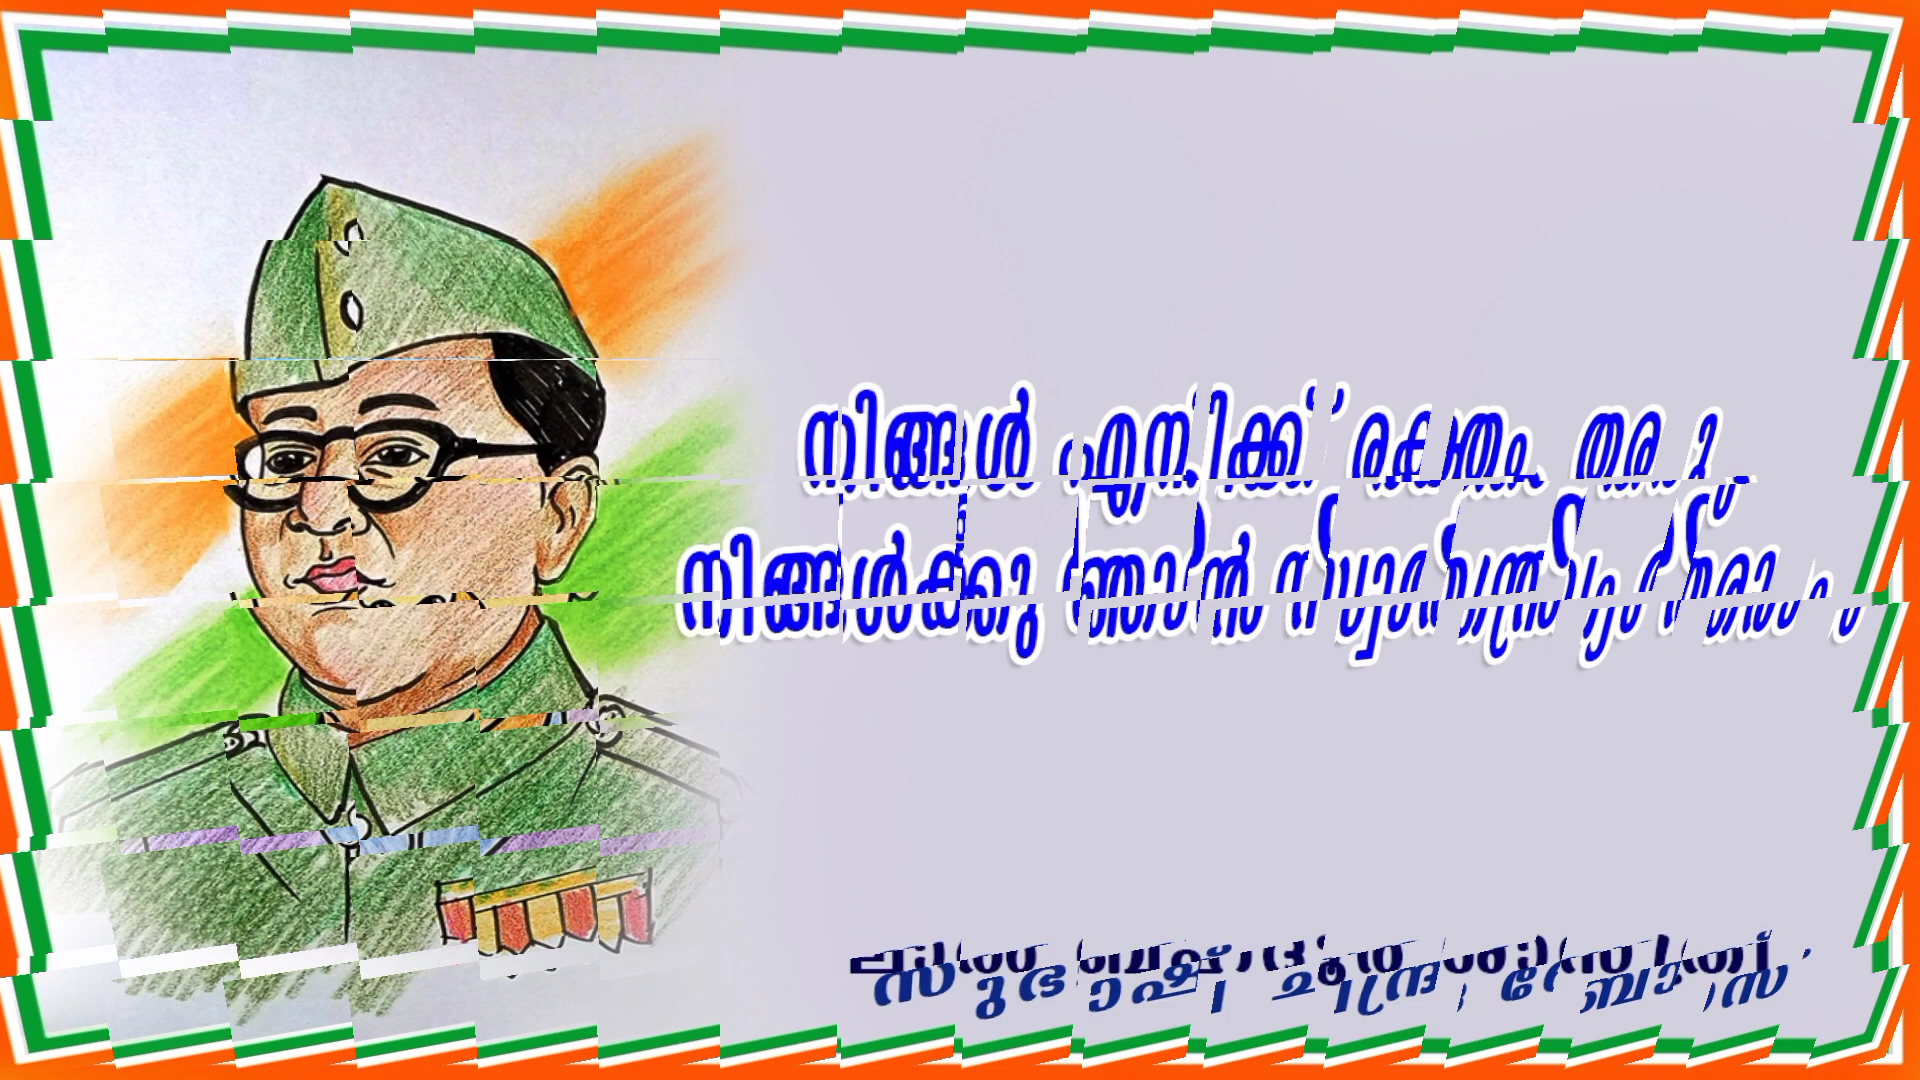 നിങ്ങൾ എനിക്ക് രക്തം തരൂ
നിങ്ങൾക്കു ഞാൻ സ്വാതന്ത്ര്യം തരാം
സുഭാഷ് ചന്ദ്ര ബോസ്